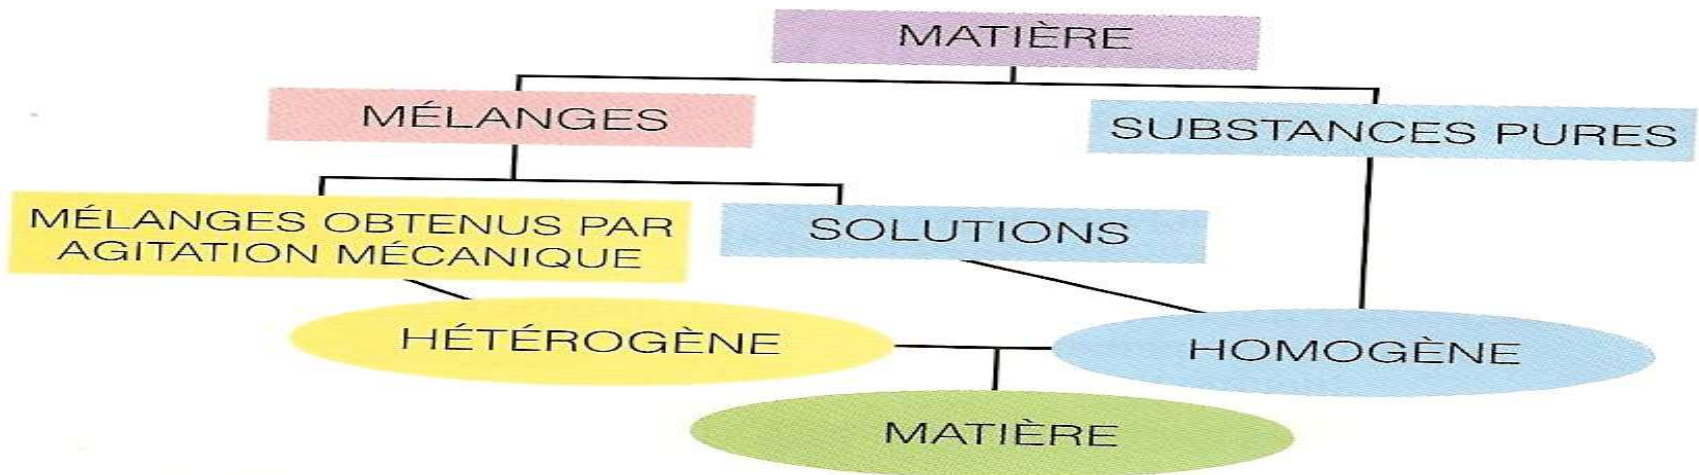 MATIÈRE
MÉLANGES
SUBSTANCES PURES
MÉLANGES OBTENUS PAR
AGITATION MÉCANIQUE
SOLUTIONS
HÉTÉROGÈNE
HOMOGÈNE
MATIÈRE